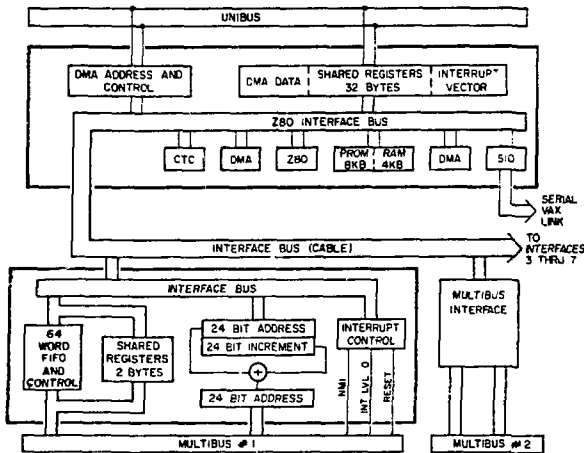 UNIBUS
DMA ADDRESS AND
CONTROL
DMA DATA
SHARED REGISTERS
32 BYTES
INTERRUPT
VECTOR
Z80 INTERFACE BUS
CTC
DMA
Z80
PROM
8KB
RAM
4KB
DMA
SIO
SERIAL
VAX
LINK
INTERFACE BUS (CABLE)
TO
INTERFACES
3 THRU 7
INTERFACE BUS
64
WORD
FIFO
AND
CONTROL
SHARED
REGISTERS
2 BYTES
24 BIT ADDRESS
24 BIT INCREMENT
+
24 BIT ADDRESS
INTERRUPT
CONTROL
NMI
INT LVL 0
RESET
MULTIBUS
INTERFACE
MULTIBUS #1
MULTIBUS #2